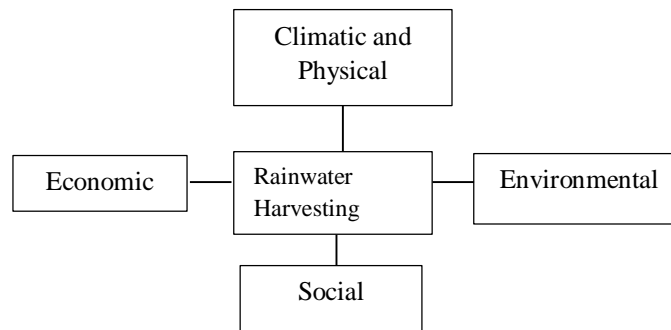 Climatic and
Physical
Economic
Rainwater
Harvesting
Environmental
Social